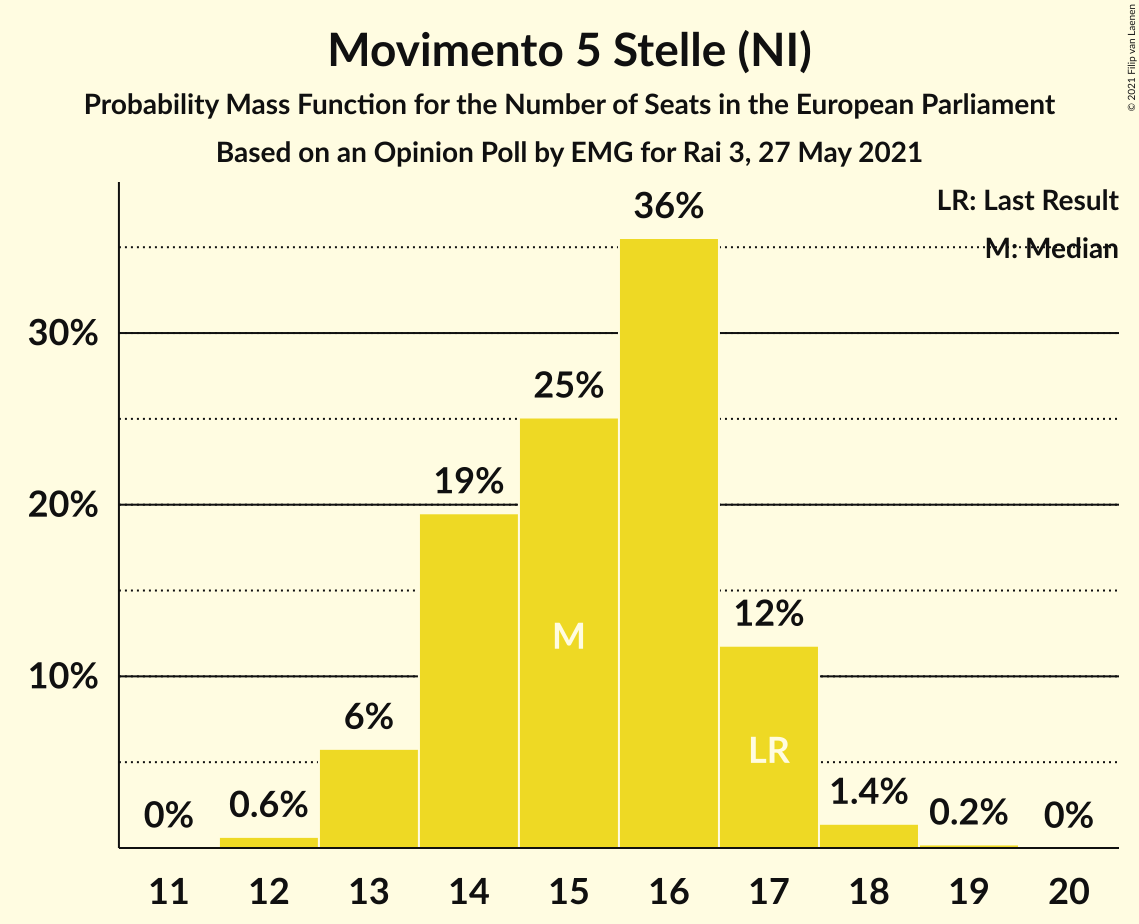 Movimento 5 Stelle (NI)
Probability Mass Function for the Number of Seats in the European Parliament
Based on an Opinion Poll by EMG for Rai 3, 27 May 2021
© 2021 Filip van Laenen
LR: Last Result
M: Median
36%
30%
25%
20%
19%
12%
M
10%
6%
LR
1.4%
0.6%
0.2%
0%
0%
11 12 13 14 15 16 17 18 19 20